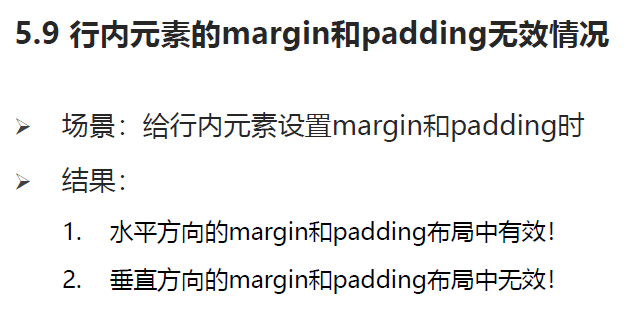 5.9 行内元素的margin和padding无效情况
➢ 场景：给行内元素设置margin和padding时
➢ 结果：
1. 水平方向的margin和padding布局中有效！
2. 垂直方向的margin和padding布局中无效！